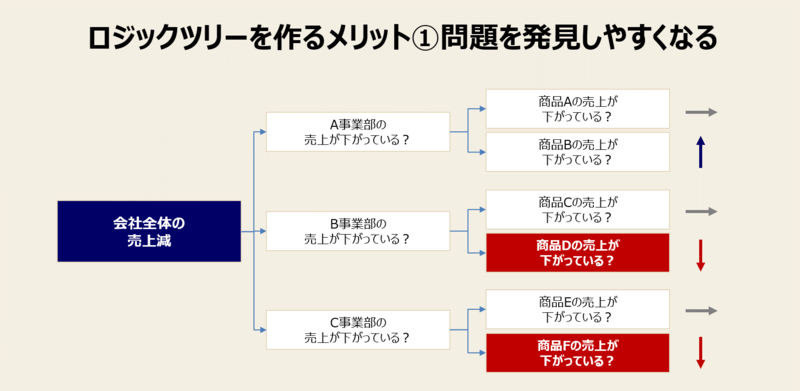 ロジックツリーを作るメリット①問題を発見しやすくなる
会社全体の
売上減
A事業部の
売上が下がっている？
商品Aの売上が
下がっている？
商品Bの売上が
下がっている？
B事業部の
売上が下がっている？
商品Cの売上が
下がっている？
商品Dの売上が
下がっている？
C事業部の
売上が下がっている？
商品Eの売上が
下がっている？
商品Fの売上が
下がっている？